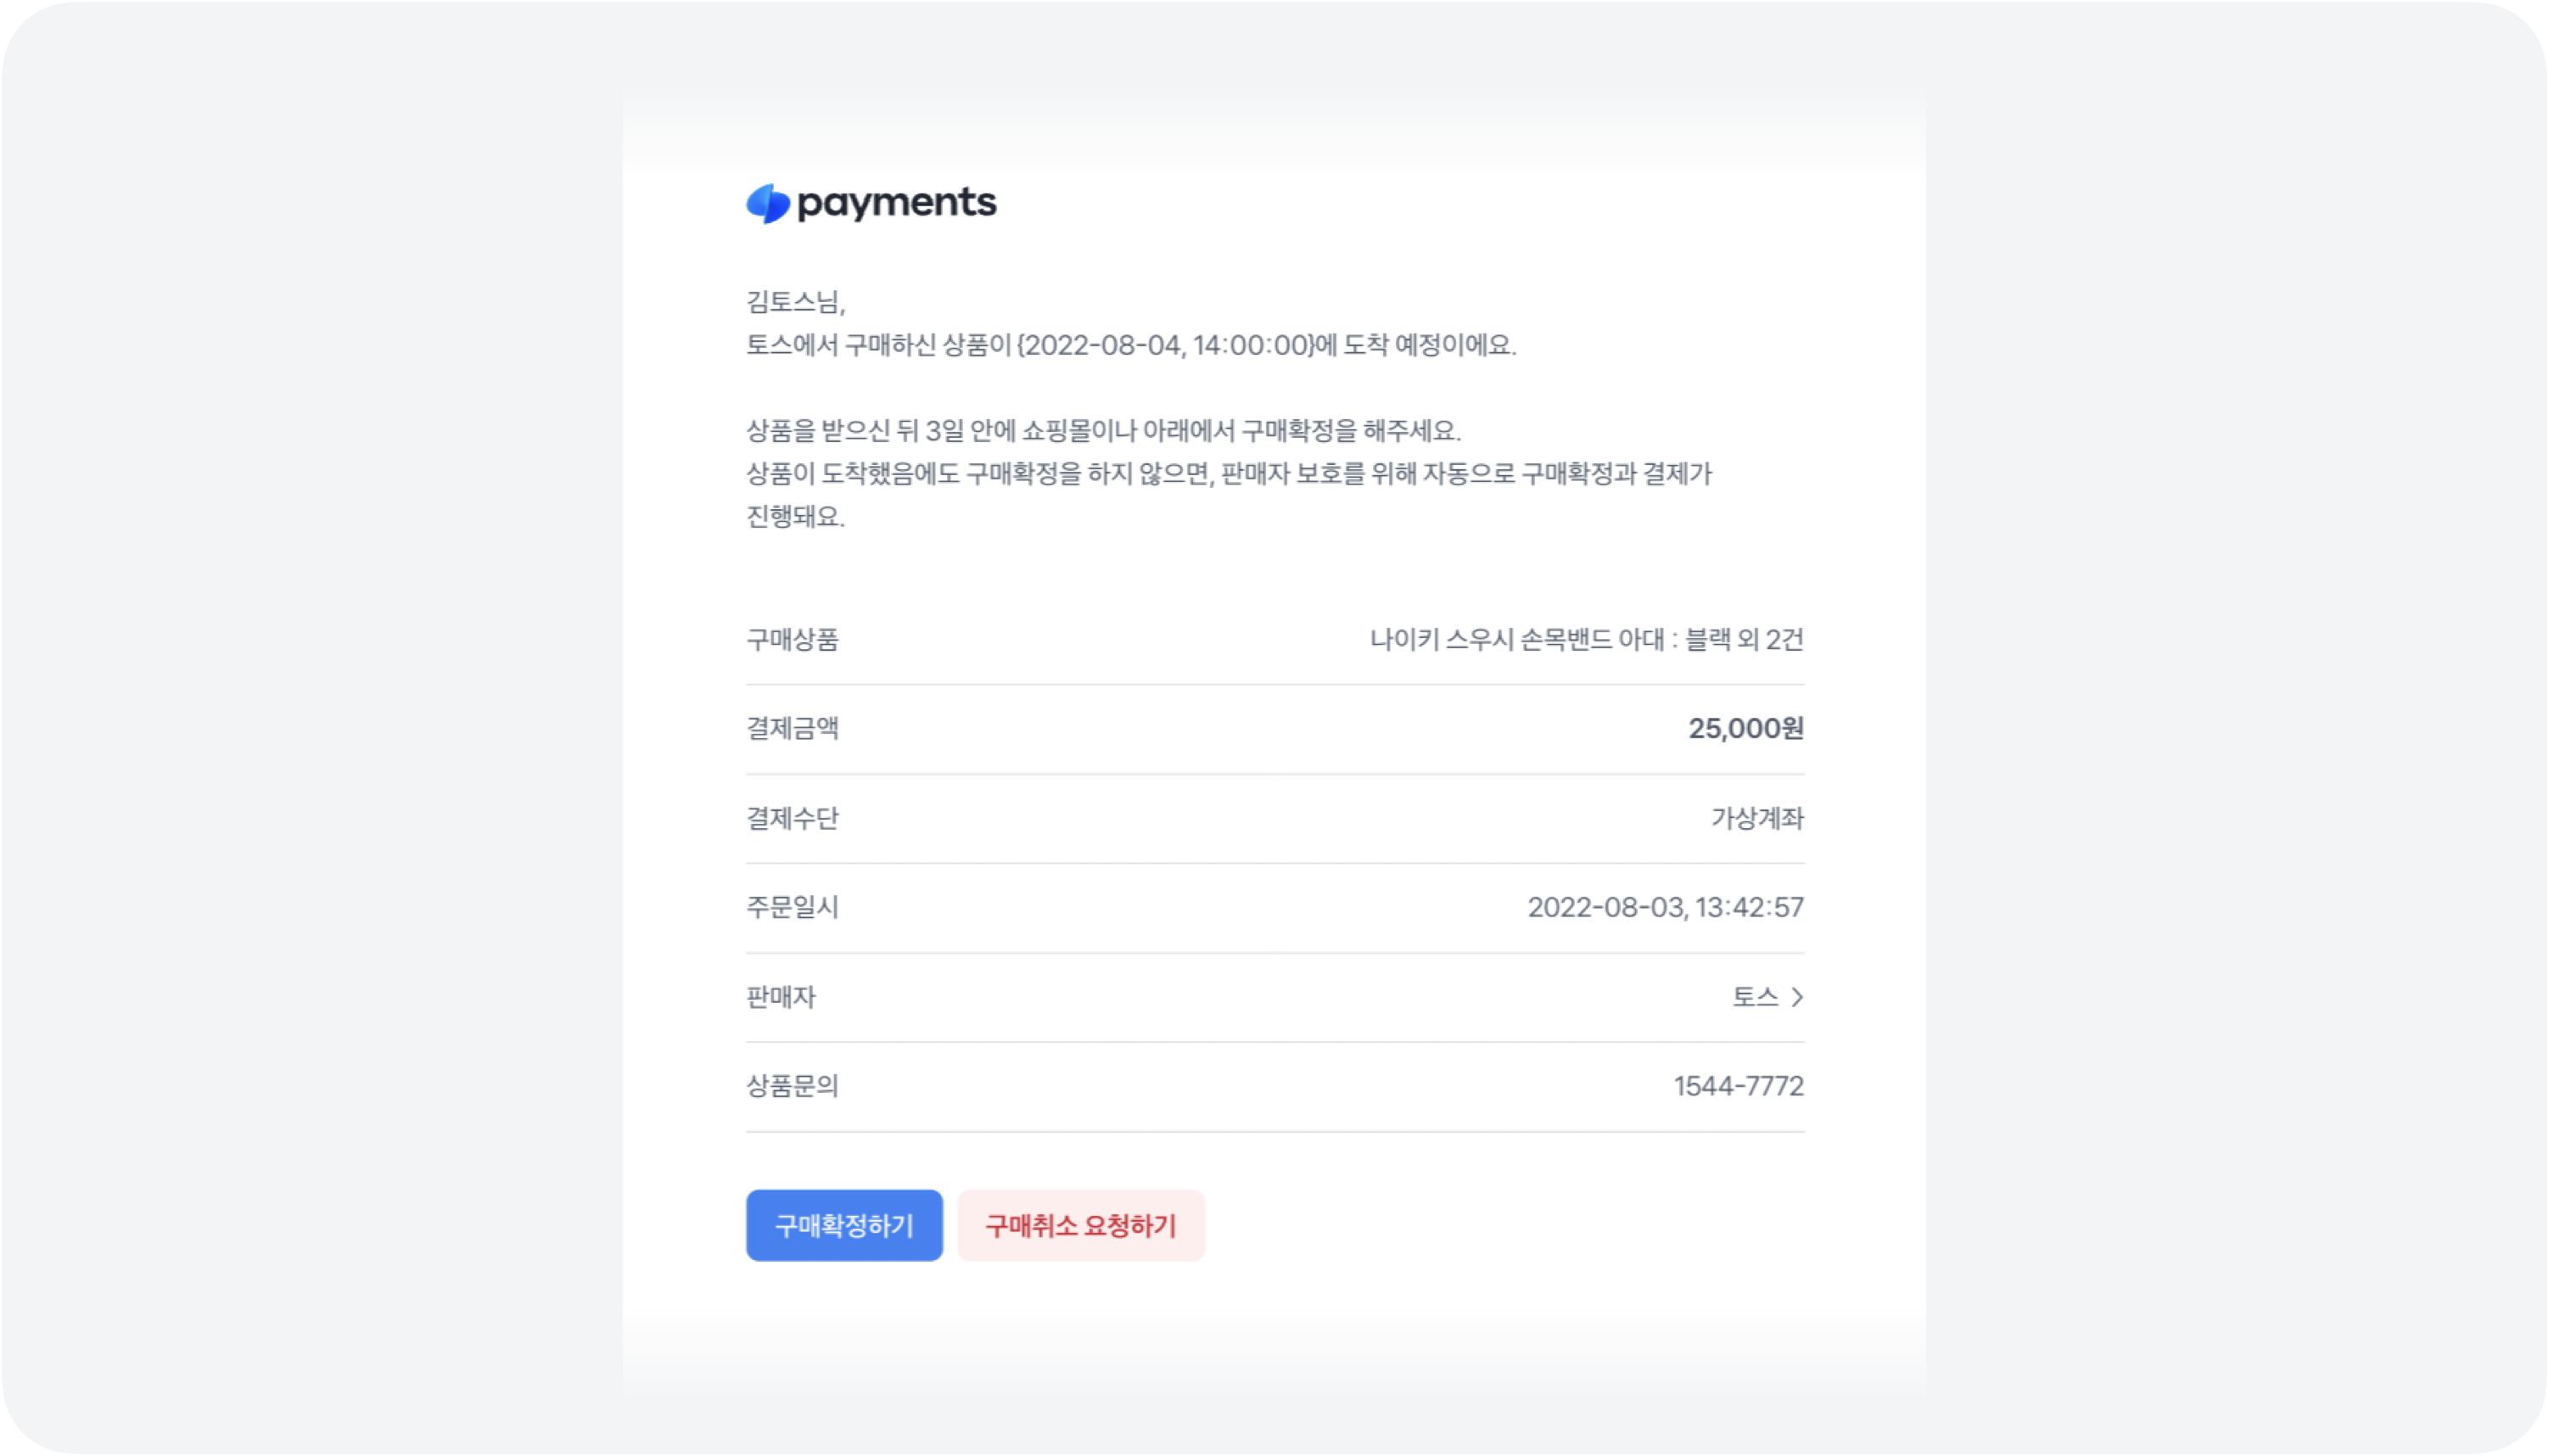 payments
김토스님,
토스에서 구매하신 상품이 {2022-08-04, 14:00:00}에 도착 예정이에요.
상품을 받으신 뒤 3일 안에 쇼핑몰이나 아래에서 구매확정을 해주세요.
상품이 도착했음에도 구매확정을 하지 않으면, 판매자 보호를 위해 자동으로 구매확정과 결제가
진행돼요.
구매상품 나이키 스우시 손목밴드 아대 : 블랙 외 2건
결제금액 25,000원
결제수단 가상계좌
주문일시 2022-08-03, 13:42:57
판매자 토스 >
상품문의 1544-7772
구매확정하기 구매취소 요청하기